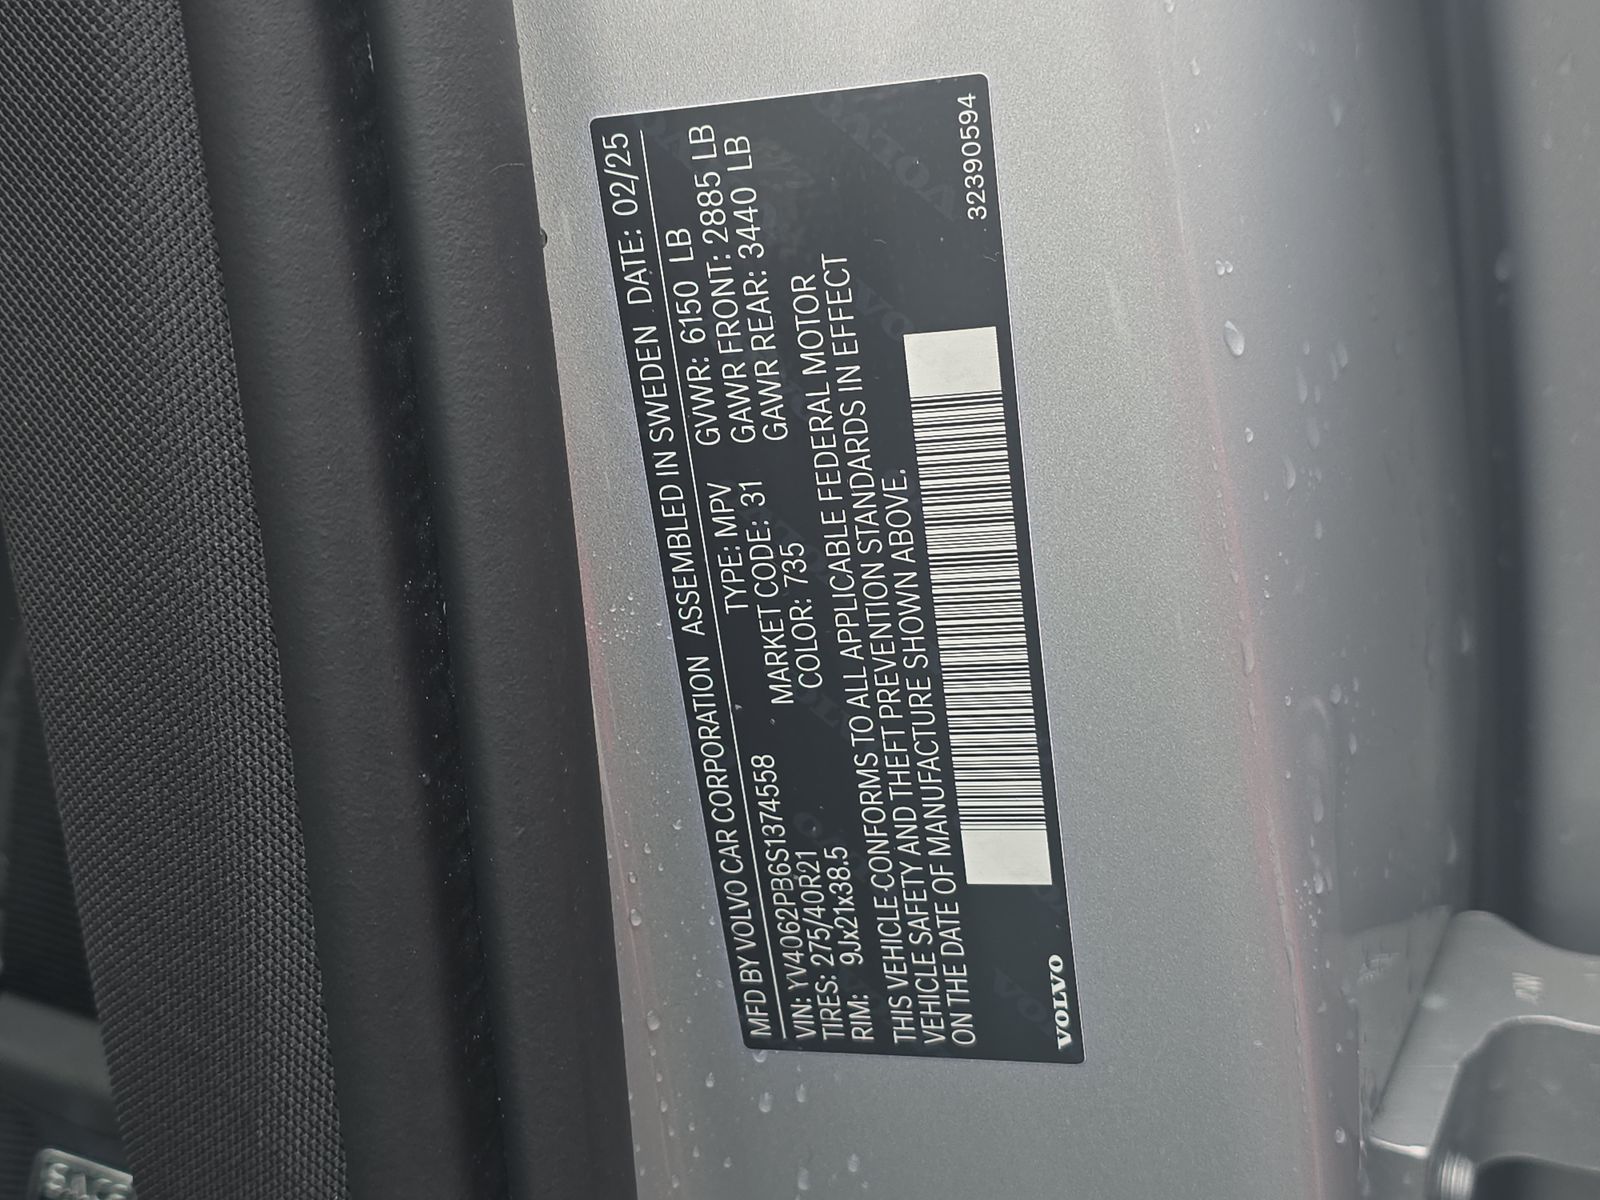 MFD BY VOLVO CAR CORPORATION ASSEMBLED IN SWEDEN DATE: 02/25
VIN: YV4062PB6S1374558 TYPE: MPV GVWR: 6150 LB
TIRES: 275/40R21 MARKET CODE: 31 GAWR FRONT: 2885 LB
RIM: 9Jx21x38.5 COLOR: 735 GAWR REAR: 3440 LB
THIS VEHICLE CONFORMS TO ALL APPLICABLE FEDERAL MOTOR
VEHICLE SAFETY AND THEFT PREVENTION STANDARDS IN EFFECT
ON THE DATE OF MANUFACTURE SHOWN ABOVE.
VOLVO 32390594